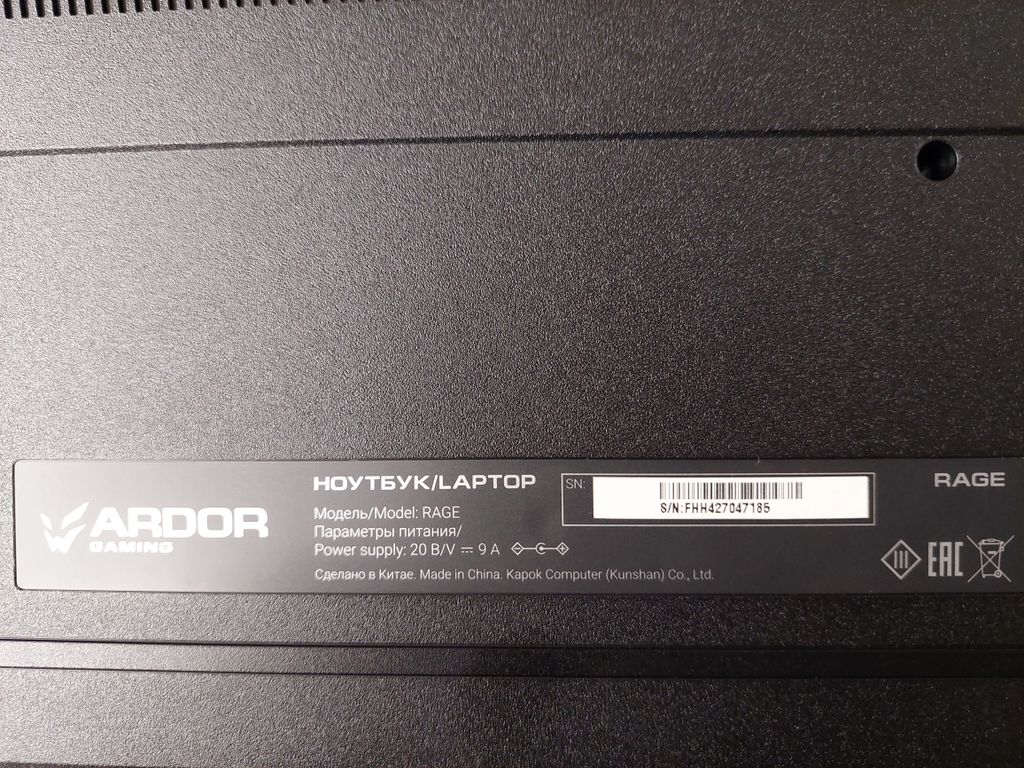 ARDOR
GAMING
НОУТБУК/LAPTOP
Модель/Model: RAGE
Параметры питания/
Power supply: 20 В/V ⎓ 9 A
Сделано в Китае. Made in China. Kapok Computer (Kunshan) Co., Ltd.
SN:
S/N:FHH427047185
RAGE
EAC